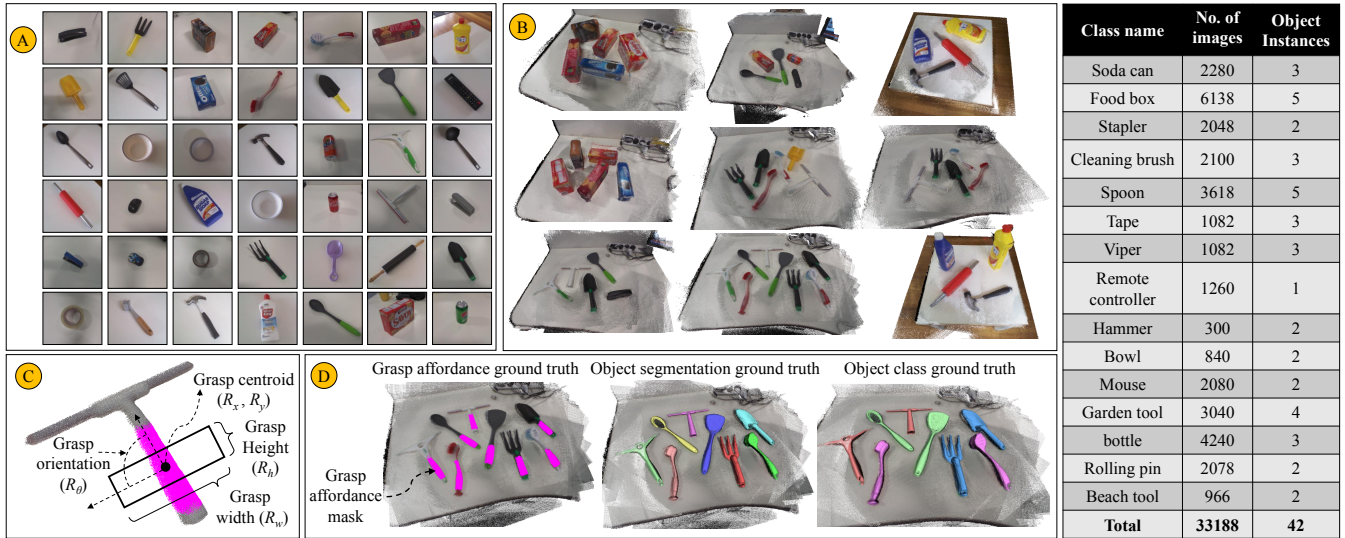 A
B
C
Grasp centroid
(Rx , Ry)
Grasp
Height
(Rh)
Grasp
orientation
(Rθ)
Grasp
width (Rw)
D
Grasp affordance ground truth Object segmentation ground truth Object class ground truth
Grasp
affordance
mask
Class name No. of images Object Instances
Soda can 2280 3
Food box 6138 5
Stapler 2048 2
Cleaning brush 2100 3
Spoon 3618 5
Tape 1082 3
Viper 1082 3
Remote controller 1260 1
Hammer 300 2
Bowl 840 2
Mouse 2080 2
Garden tool 3040 4
bottle 4240 3
Rolling pin 2078 2
Beach tool 966 2
Total 33188 42